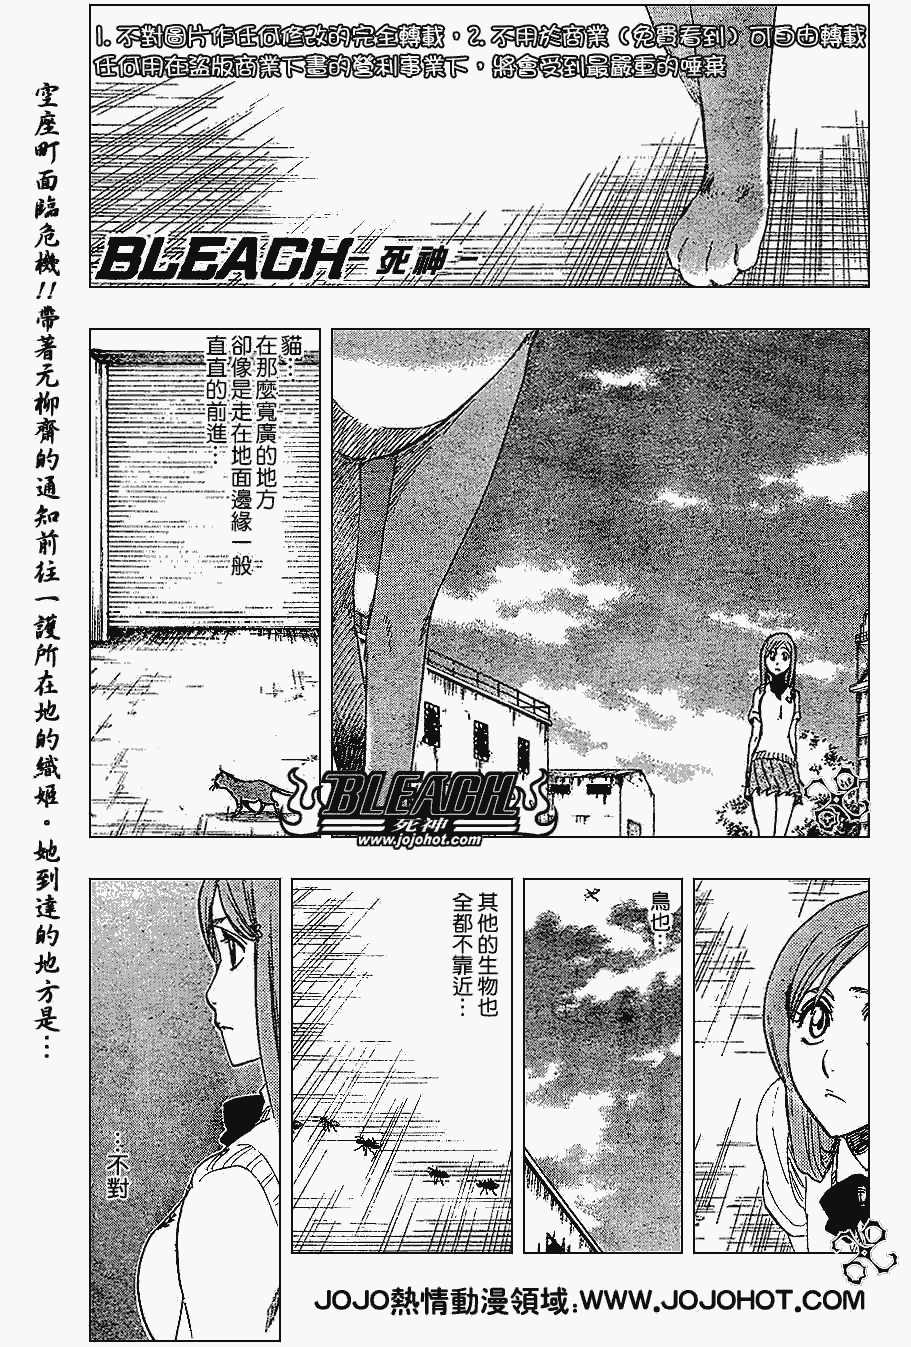 1. 不對圖片作任何修改的完全轉載，2. 不用於商業（免費看到）可自由轉載
任何用在盜版商業下畫的營利事業下，將會受到最嚴重的唾棄
空座町面臨危機!!帶著元柳齋的通知前往一護所在地的織姬。她到達的地方是…
BLEACH-死神-
貓…
在那麼寬廣的地方
卻像是走在地面邊緣一般
直直的前進…
BLEACH
死神
www.jojohot.com
鳥也…
其他的生物也
全都不靠近…
…不對
JOJO熱情動漫領域:WWW.JOJOHOT.COM